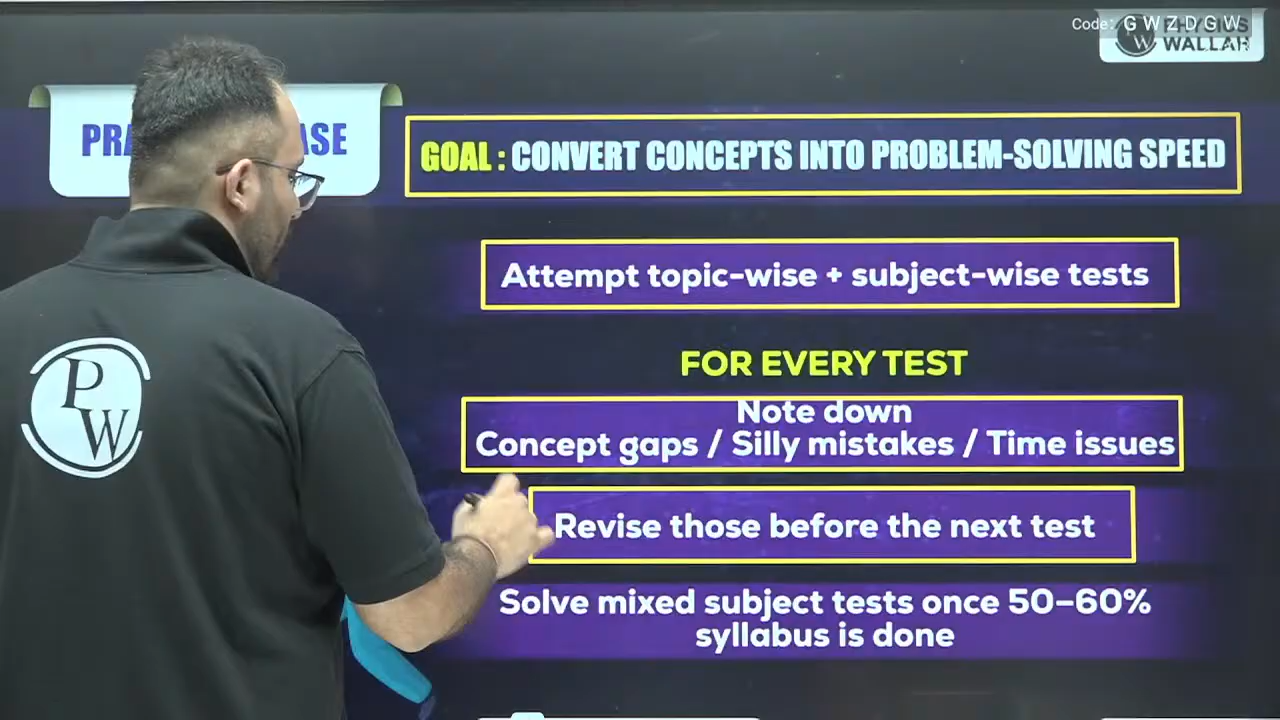 Code: G W Z D G W
WALLAH
GOAL : CONVERT CONCEPTS INTO PROBLEM-SOLVING SPEED
Attempt topic-wise + subject-wise tests
FOR EVERY TEST
Note down
Concept gaps / Silly mistakes / Time issues
Revise those before the next test
Solve mixed subject tests once 50–60%
syllabus is done
PW